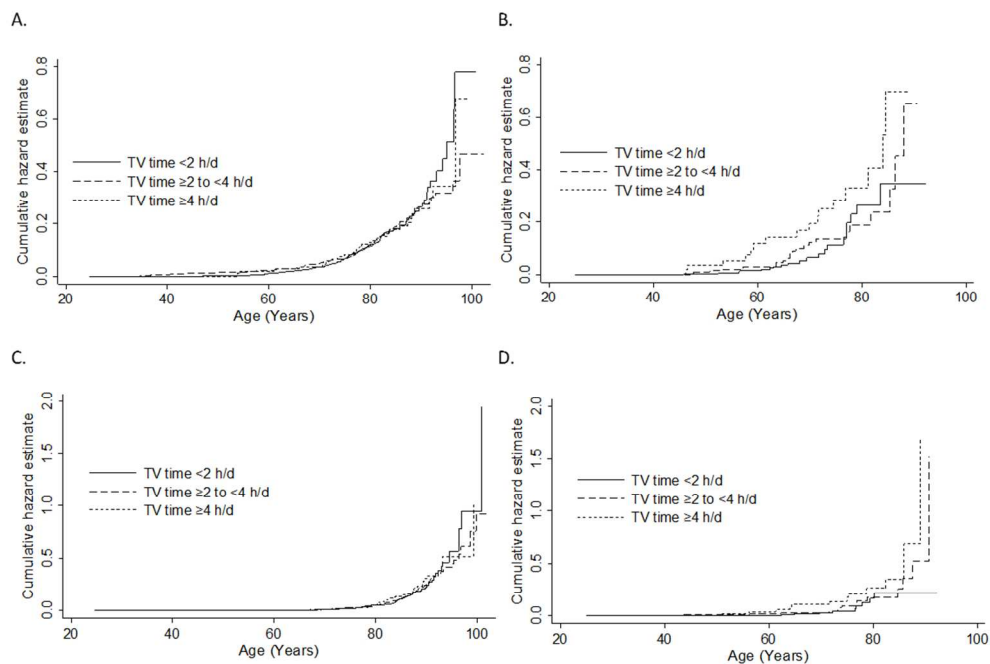 A.
Cumulative hazard estimate
0.0 0.2 0.4 0.6 0.8
TV time <2 h/d
TV time ≥2 to <4 h/d
TV time ≥4 h/d
20 40 60 80 100
Age (Years)
B.
Cumulative hazard estimate
0.0 0.2 0.4 0.6 0.8
TV time <2 h/d
TV time ≥2 to <4 h/d
TV time ≥4 h/d
20 40 60 80 100
Age (Years)
C.
Cumulative hazard estimate
0.0 0.5 1.0 1.5 2.0
TV time <2 h/d
TV time ≥2 to <4 h/d
TV time ≥4 h/d
20 40 60 80 100
Age (Years)
D.
Cumulative hazard estimate
0.0 0.5 1.0 1.5 2.0
TV time <2 h/d
TV time ≥2 to <4 h/d
TV time ≥4 h/d
20 40 60 80 100
Age (Years)